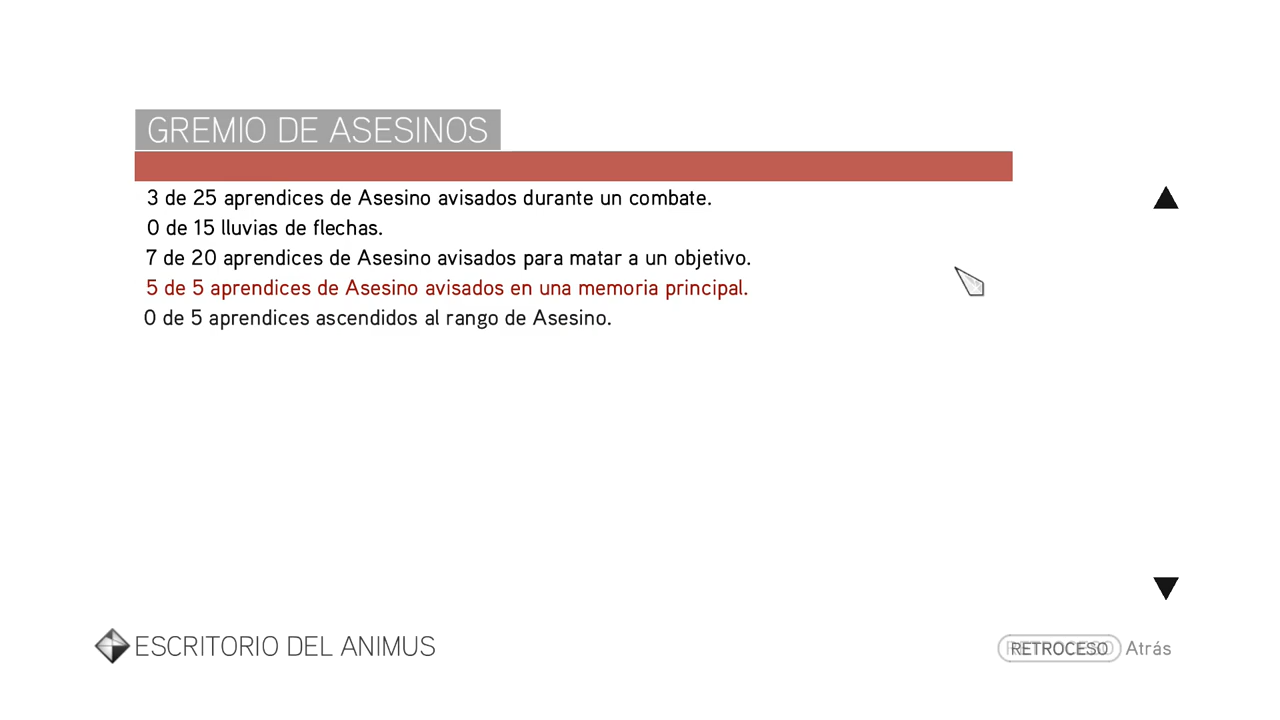 GREMIO DE ASESINOS
3 de 25 aprendices de Asesino avisados durante un combate.
0 de 15 lluvias de flechas.
7 de 20 aprendices de Asesino avisados para matar a un objetivo.
5 de 5 aprendices de Asesino avisados en una memoria principal.
0 de 5 aprendices ascendidos al rango de Asesino.
ESCRITORIO DEL ANIMUS
RETROCESO Atrás